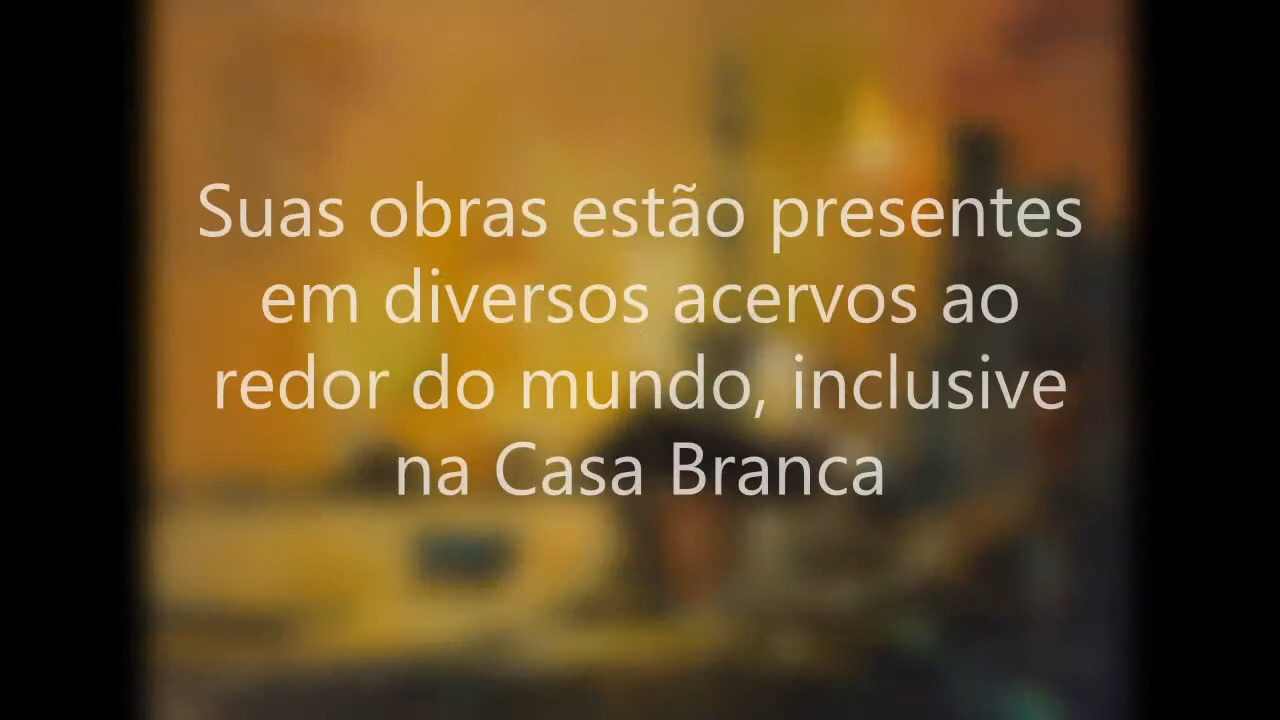 Suas obras estão presentes
em diversos acervos ao
redor do mundo, inclusive
na Casa Branca